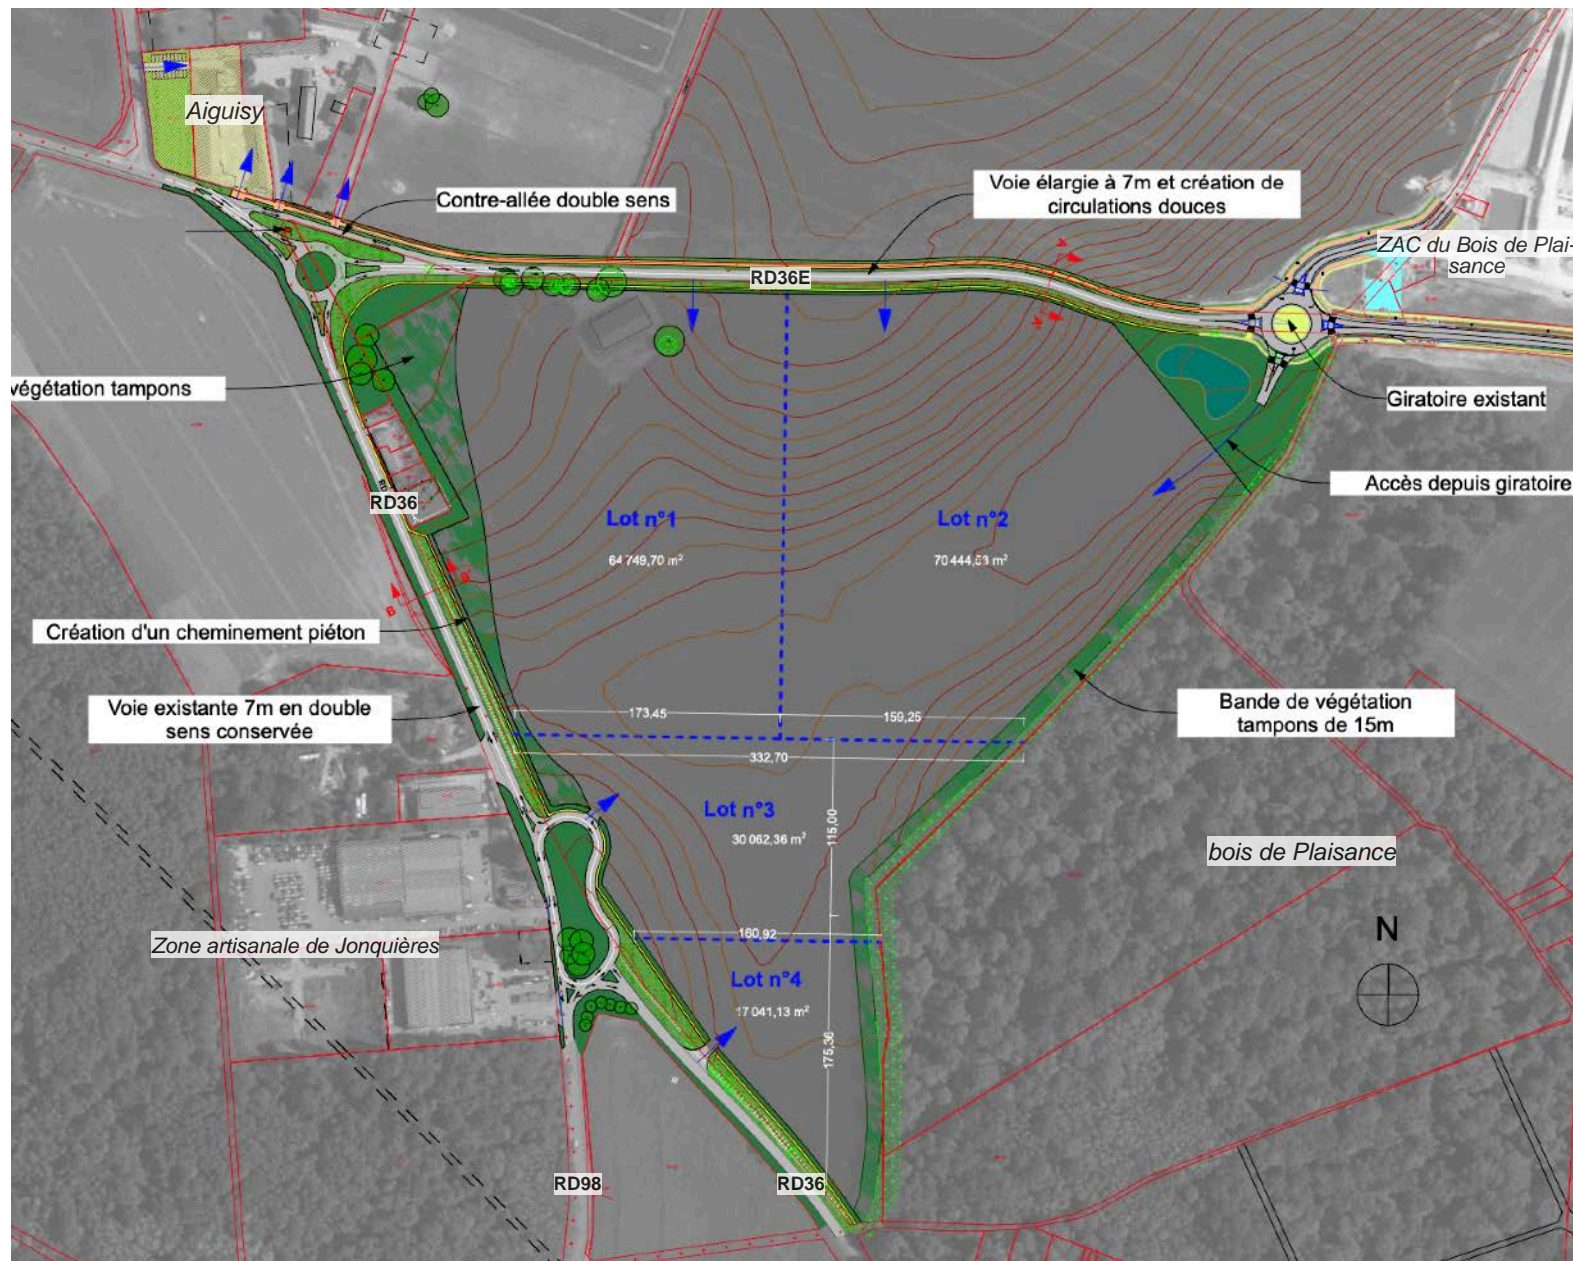 Aiguisy
Contre-allée double sens
Voie élargie à 7m et création de
circulations douces
ZAC du Bois de Plai-
sance
RD36E
végétation tampons
Giratoire existant
Accès depuis giratoire
RD36
Lot n°1
64 749,70 m²
Lot n°2
70 444,53 m²
B
B'
Création d'un cheminement piéton
Voie existante 7m en double
sens conservée
Bande de végétation
tampons de 15m
173,45
159,25
332,70
Lot n°3
30 062,36 m²
115,00
bois de Plaisance
N
Zone artisanale de Jonquières
160,92
Lot n°4
17 041,13 m²
175,36
RD98
RD36